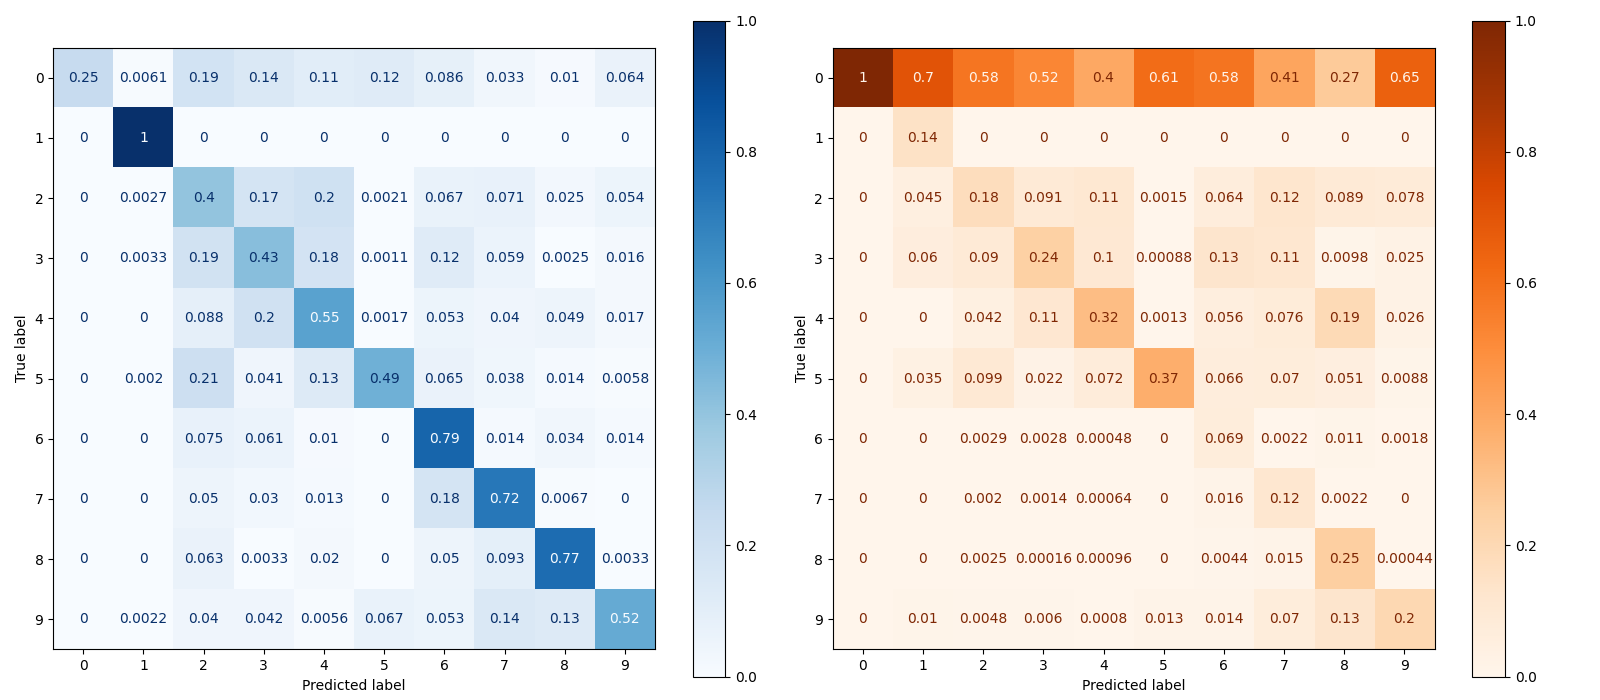 1.0
1.0
0 0.25 0.0061 0.19 0.14 0.11 0.12 0.086 0.033 0.01 0.064
0 1 0.7 0.58 0.52 0.4 0.61 0.58 0.41 0.27 0.65
1 0 1 0 0 0 0 0 0 0 0
1 0 0.14 0 0 0 0 0 0 0 0
0.8
0.8
2 0 0.0027 0.4 0.17 0.2 0.0021 0.067 0.071 0.025 0.054
2 0 0.045 0.18 0.091 0.11 0.0015 0.064 0.12 0.089 0.078
3 0 0.0033 0.19 0.43 0.18 0.0011 0.12 0.059 0.0025 0.016
3 0 0.06 0.09 0.24 0.1 0.00088 0.13 0.11 0.0098 0.025
0.6
0.6
4 0 0 0.088 0.2 0.55 0.0017 0.053 0.04 0.049 0.017
4 0 0 0.042 0.11 0.32 0.0013 0.056 0.076 0.19 0.026
True label
True label
5 0 0.002 0.21 0.041 0.13 0.49 0.065 0.038 0.014 0.0058
5 0 0.035 0.099 0.022 0.072 0.37 0.066 0.07 0.051 0.0088
0.4
0.4
6 0 0 0.075 0.061 0.01 0 0.79 0.014 0.034 0.014
6 0 0 0.0029 0.0028 0.00048 0 0.069 0.0022 0.011 0.0018
7 0 0 0.05 0.03 0.013 0 0.18 0.72 0.0067 0
7 0 0 0.002 0.0014 0.00064 0 0.016 0.12 0.0022 0
0.2
0.2
8 0 0 0.063 0.0033 0.02 0 0.05 0.093 0.77 0.0033
8 0 0 0.0025 0.00016 0.00096 0 0.0044 0.015 0.25 0.00044
9 0 0.0022 0.04 0.042 0.0056 0.067 0.053 0.14 0.13 0.52
9 0 0.01 0.0048 0.006 0.0008 0.013 0.014 0.07 0.13 0.2
0 1 2 3 4 5 6 7 8 9
0 1 2 3 4 5 6 7 8 9
0.0
0.0
Predicted label
Predicted label